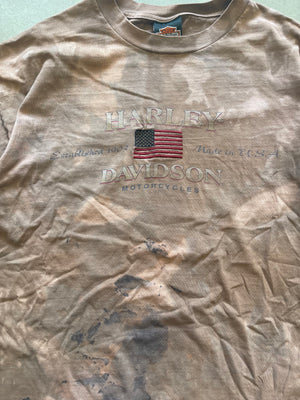 HARLEY
Established 1903 Made in U.S.A
DAVIDSON
MOTORCYCLES